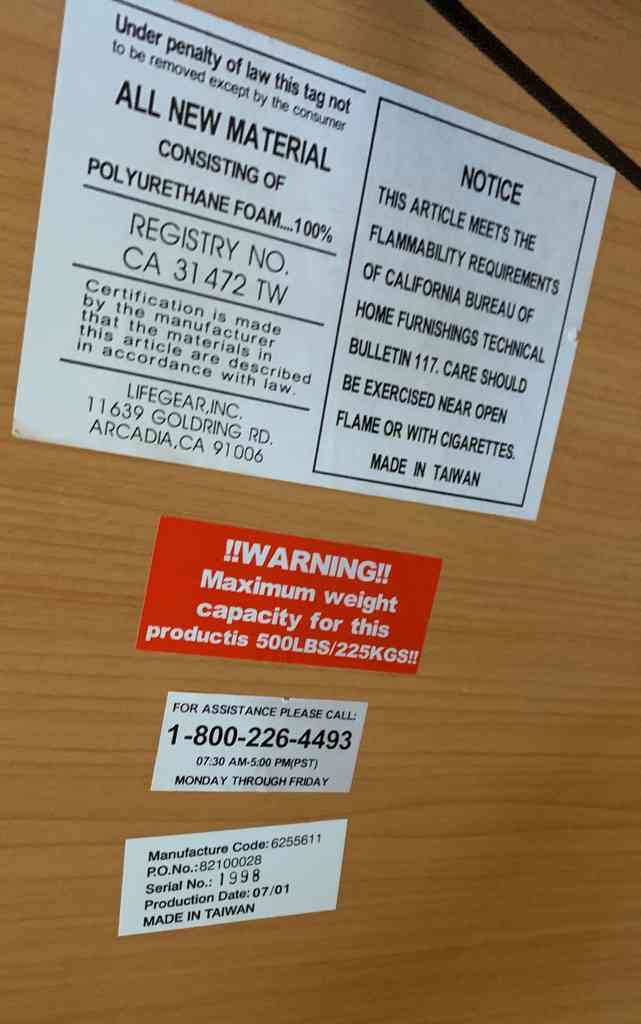 Under penalty of law this tag not
to be removed except by the consumer
ALL NEW MATERIAL
CONSISTING OF
POLYURETHANE FOAM....100%
REGISTRY NO.
CA 31472 TW
Certification is made
by the manufacturer
that the materials in
this article are described
in accordance with law.
LIFEGEAR,INC.
11639 GOLDRING RD.
ARCADIA,CA 91006
NOTICE
THIS ARTICLE MEETS THE
FLAMMABILITY REQUIREMENTS
OF CALIFORNIA BUREAU OF
HOME FURNISHINGS TECHNICAL
BULLETIN 117. CARE SHOULD
BE EXERCISED NEAR OPEN
FLAME OR WITH CIGARETTES.
MADE IN TAIWAN
!!WARNING!!
Maximum weight
capacity for this
productis 500LBS/225KGS!!
FOR ASSISTANCE PLEASE CALL:
1-800-226-4493
07:30 AM-5:00 PM(PST)
MONDAY THROUGH FRIDAY
Manufacture Code: 6255611
P.O.No.: 82100028
Serial No.: 1998
Production Date: 07/01
MADE IN TAIWAN